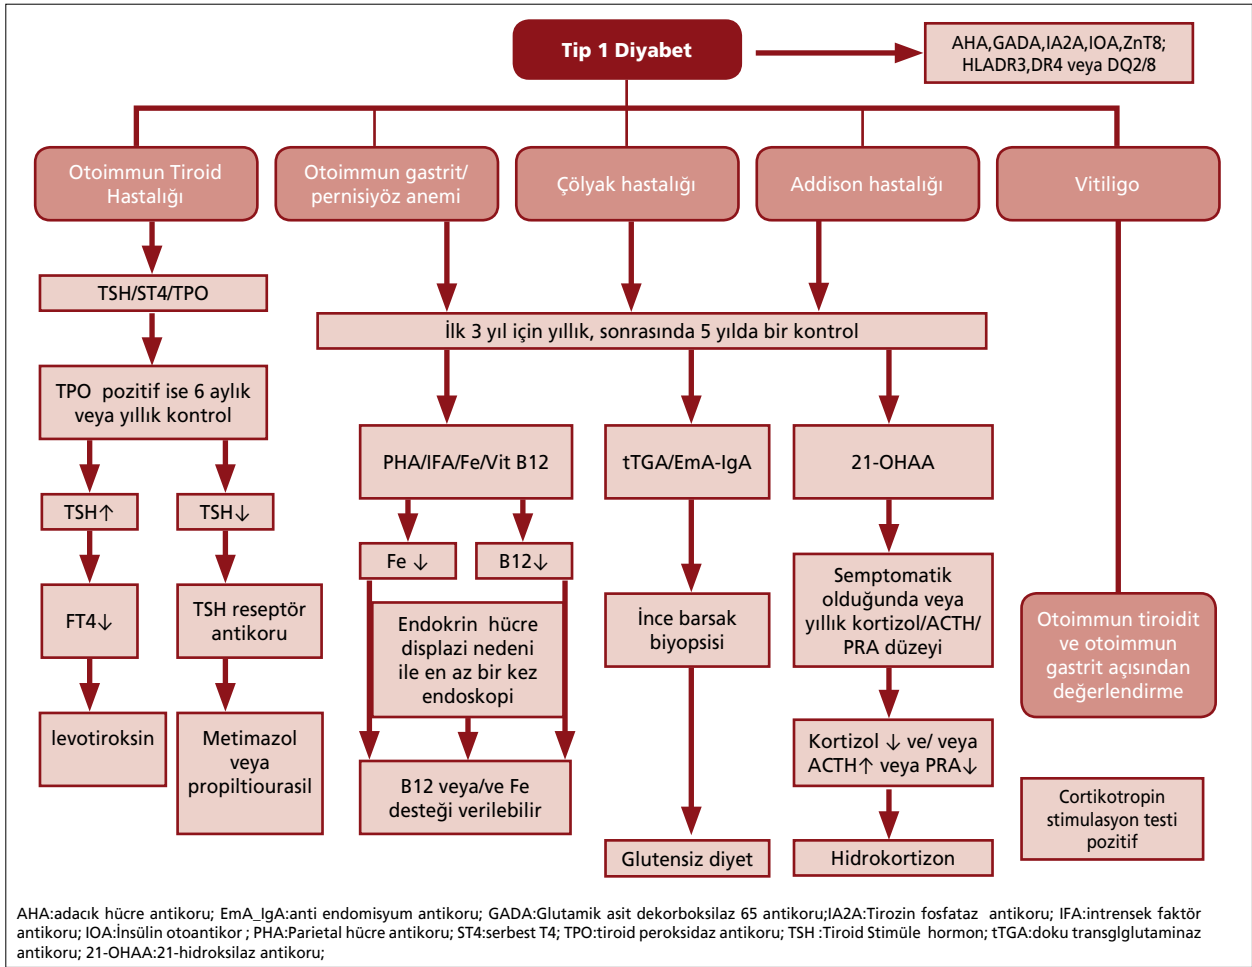 Tip 1 Diyabet
AHA,GADA,IA2A,IOA,ZnT8;
HLADR3,DR4 veya DQ2/8
Otoimmun Tiroid
Hastalığı
Otoimmun gastrit/
pernisiyöz anemi
Çölyak hastalığı
Addison hastalığı
Vitiligo
TSH/ST4/TPO
İlk 3 yıl için yıllık, sonrasında 5 yılda bir kontrol
TPO pozitif ise 6 aylık
veya yıllık kontrol
PHA/IFA/Fe/Vit B12
tTGA/EmA-IgA
21-OHAA
TSH↑
TSH↓
Fe ↓
B12↓
FT4↓
TSH reseptör
antikoru
Endokrin hücre
displazi nedeni
ile en az bir kez
endoskopi
İnce barsak
biyopsisi
Semptomatik
olduğunda veya
yıllık kortizol/ACTH/
PRA düzeyi
Otoimmun tiroidit
ve otoimmun
gastrit açısından
değerlendirme
levotiroksin
Metimazol
veya
propiltiourasil
B12 veya/ve Fe
desteği verilebilir
Kortizol ↓ ve/ veya
ACTH↑ veya PRA↓
Cortikotropin
stimulasyon testi
pozitif
Glutensiz diyet
Hidrokortizon
AHA:adacık hücre antikoru; EmA_IgA:anti endomisyum antikoru; GADA:Glutamik asit dekorboksilaz 65 antikoru;IA2A:Tirozin fosfataz antikoru; IFA:intrensek faktör
antikoru; IOA:İnsülin otoantikor ; PHA:Parietal hücre antikoru; ST4:serbest T4; TPO:tiroid peroksidaz antikoru; TSH :Tiroid Stimüle hormon; tTGA:doku transglglutaminaz
antikoru; 21-OHAA:21-hidroksilaz antikoru;